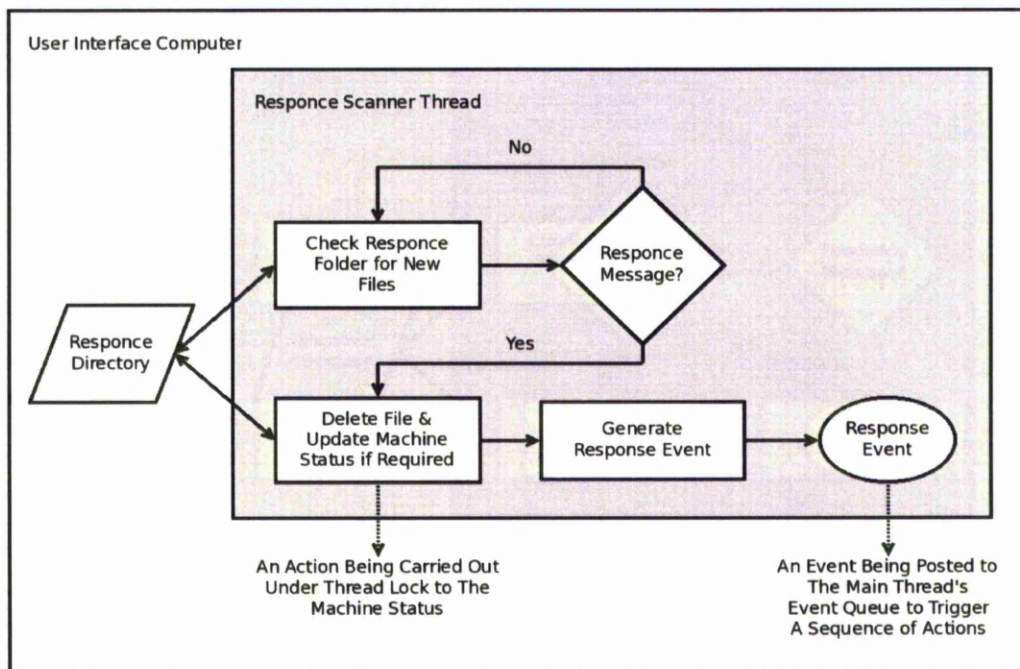 User Interface Computer
Responce Scanner Thread
No
Check Responce
Folder for New
Files
Responce
Message?
Responce
Directory
Yes
Delete File &
Update Machine
Status if Required
Generate
Response Event
Response
Event
An Action Being Carried Out
Under Thread Lock to The
Machine Status
An Event Being Posted to
The Main Thread's
Event Queue to Trigger
A Sequence of Actions